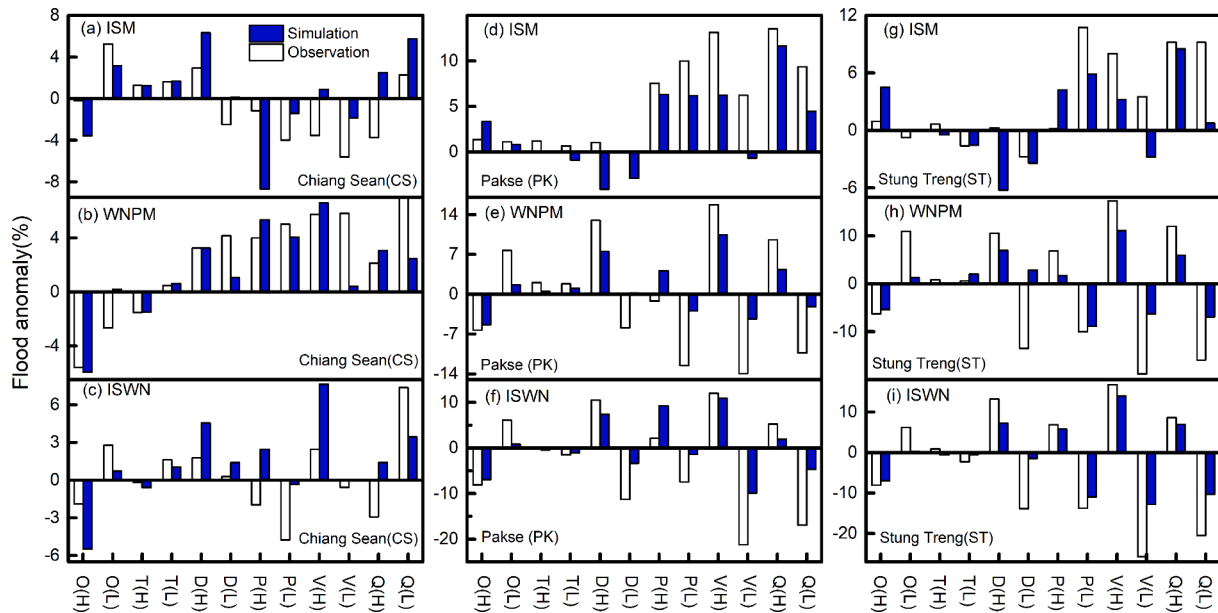 Flood anomaly(%)
(a) ISM
Simulation
Observation
8
4
0
-4
-8
Chiang Sean(CS)
(b) WNPM
4
0
-4
Chiang Sean(CS)
(c) ISWN
6
3
0
-3
-6
Chiang Sean(CS)
O(H) O(L) T(H) T(L) D(H) D(L) P(H) P(L) V(H) V(L) Q(H) Q(L)
(d) ISM
10
5
0
Pakse (PK)
(e) WNPM
14
7
0
-7
-14
Pakse (PK)
(f) ISWN
10
0
-10
-20
Pakse (PK)
O(H) O(L) T(H) T(L) D(H) D(L) P(H) P(L) V(H) V(L) Q(H) Q(L)
(g) ISM
12
6
0
-6
Stung Treng(ST)
(h) WNPM
10
0
-10
Stung Treng(ST)
(i) ISWN
10
0
-10
-20
Stung Treng(ST)
O(H) O(L) T(H) T(L) D(H) D(L) P(H) P(L) V(H) V(L) Q(H) Q(L)